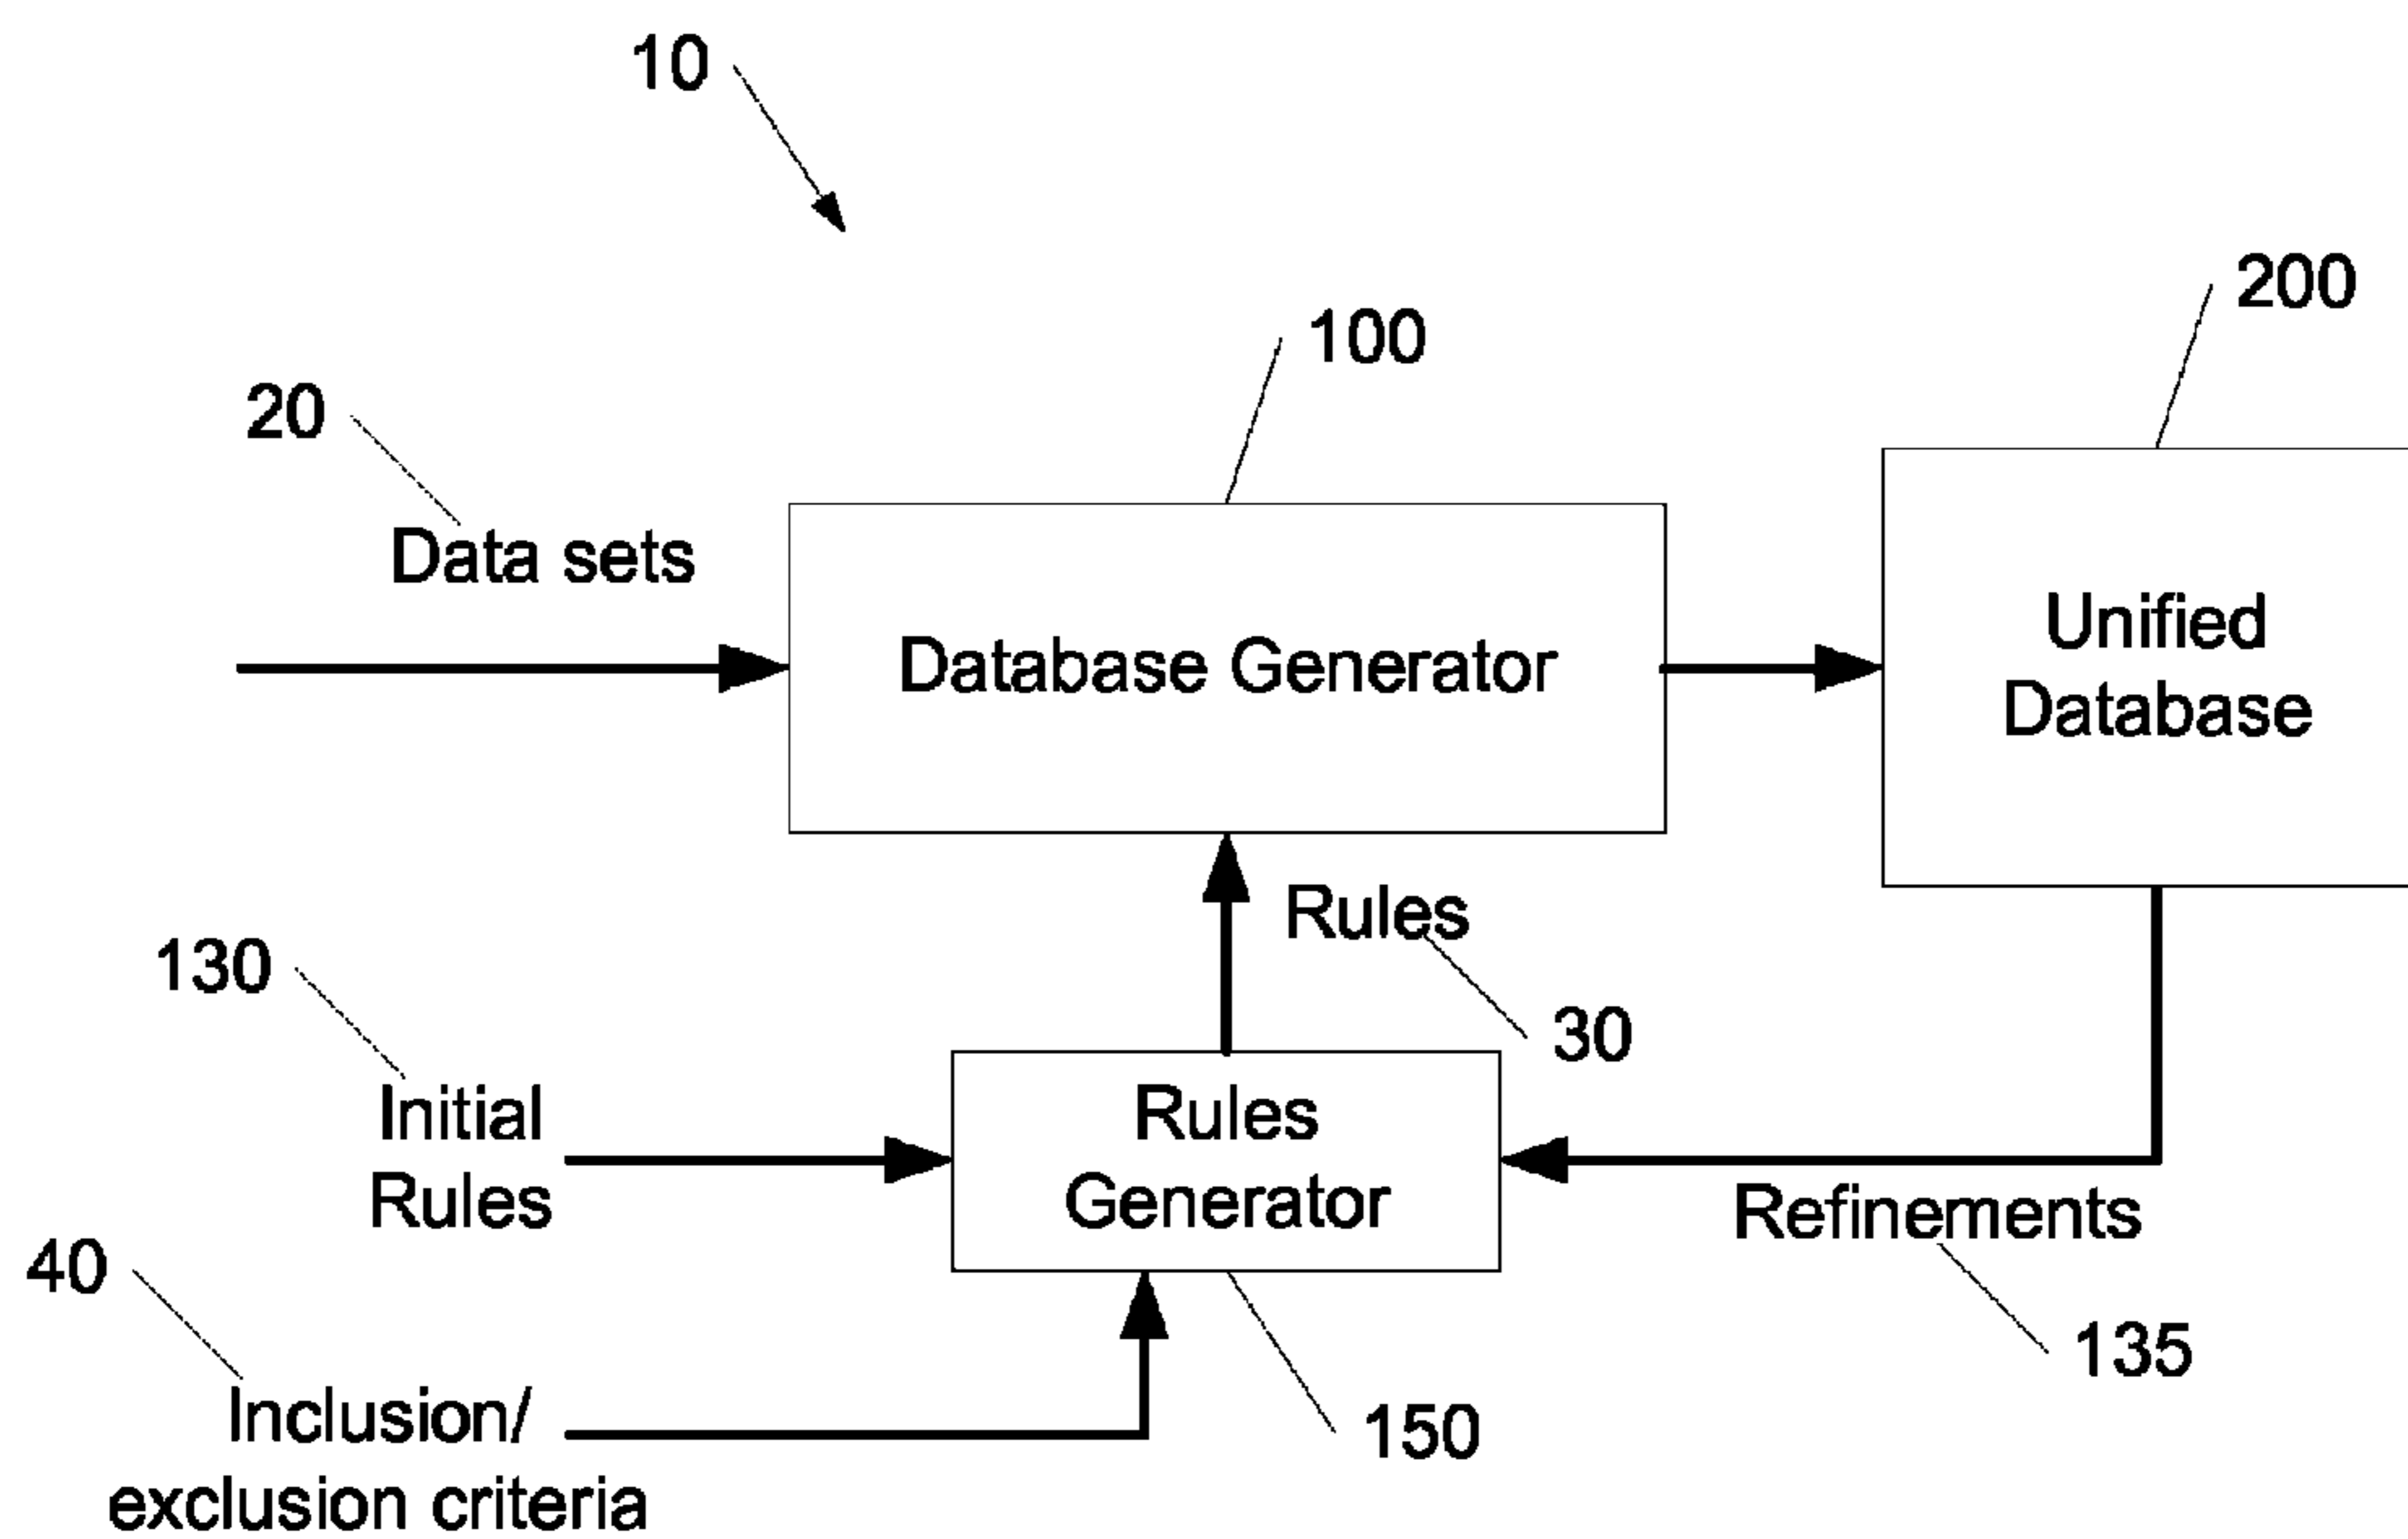 10
200
100
20
Data sets
Database Generator
Unified
Database
Rules
30
130
Initial
Rules
Rules
Generator
Refinements
135
40
150
Inclusion/
exclusion criteria